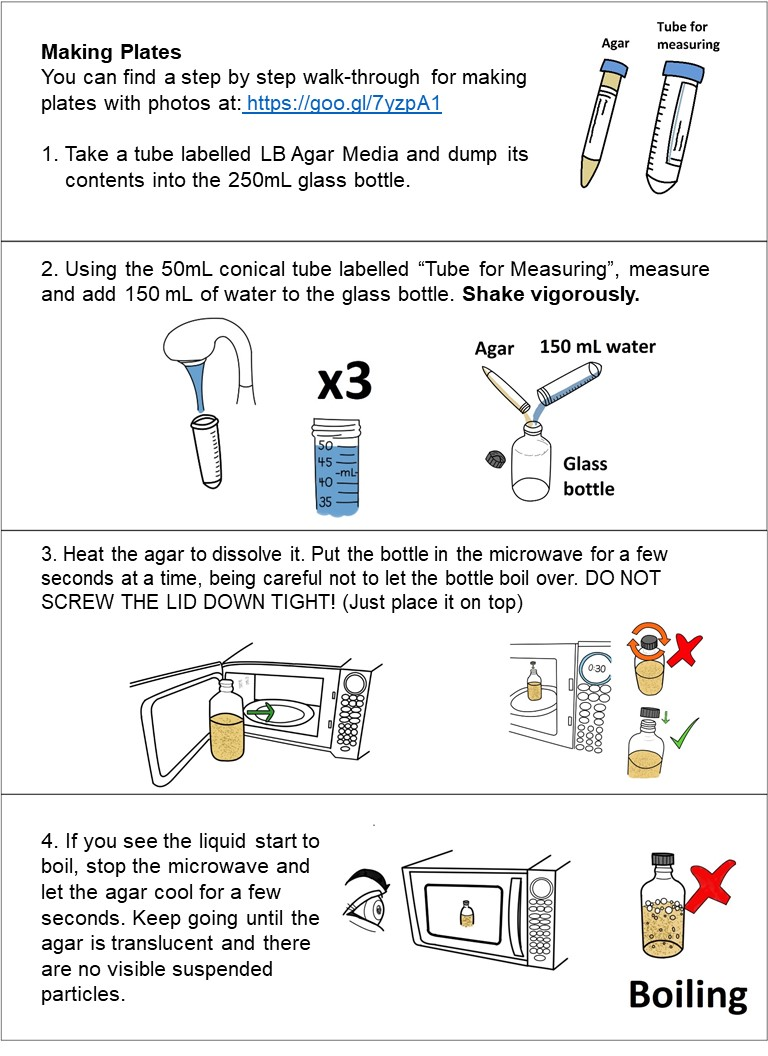 Making Plates
You can find a step by step walk-through for making
plates with photos at: https://goo.gl/7yzpA1
Agar
Tube for
measuring
1. Take a tube labelled LB Agar Media and dump its
contents into the 250mL glass bottle.
2. Using the 50mL conical tube labelled “Tube for Measuring”, measure
and add 150 mL of water to the glass bottle. Shake vigorously.
x3
50
45
-mL-
40
35
Agar
150 mL water
Glass
bottle
3. Heat the agar to dissolve it. Put the bottle in the microwave for a few
seconds at a time, being careful not to let the bottle boil over. DO NOT
SCREW THE LID DOWN TIGHT! (Just place it on top)
0:30
4. If you see the liquid start to
boil, stop the microwave and
let the agar cool for a few
seconds. Keep going until the
agar is translucent and there
are no visible suspended
particles.
Boiling